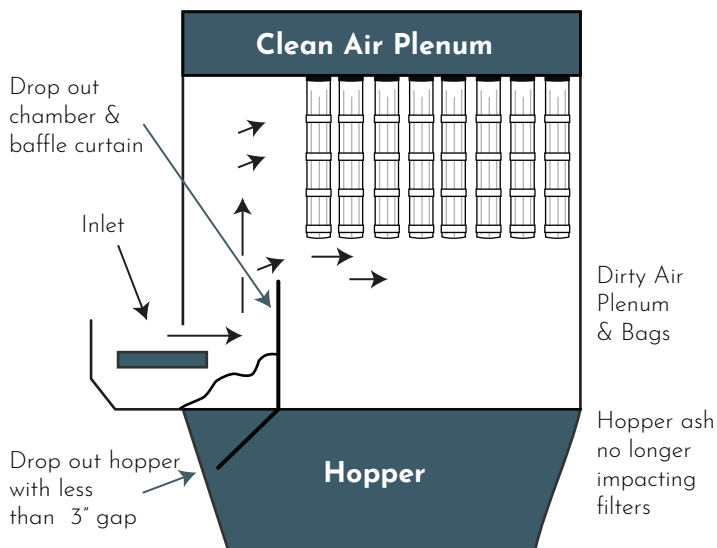 Clean Air Plenum
Drop out
chamber &
baffle curtain
Inlet
Dirty Air
Plenum
& Bags
Hopper ash
no longer
impacting
filters
Drop out hopper
with less
than 3” gap
Hopper